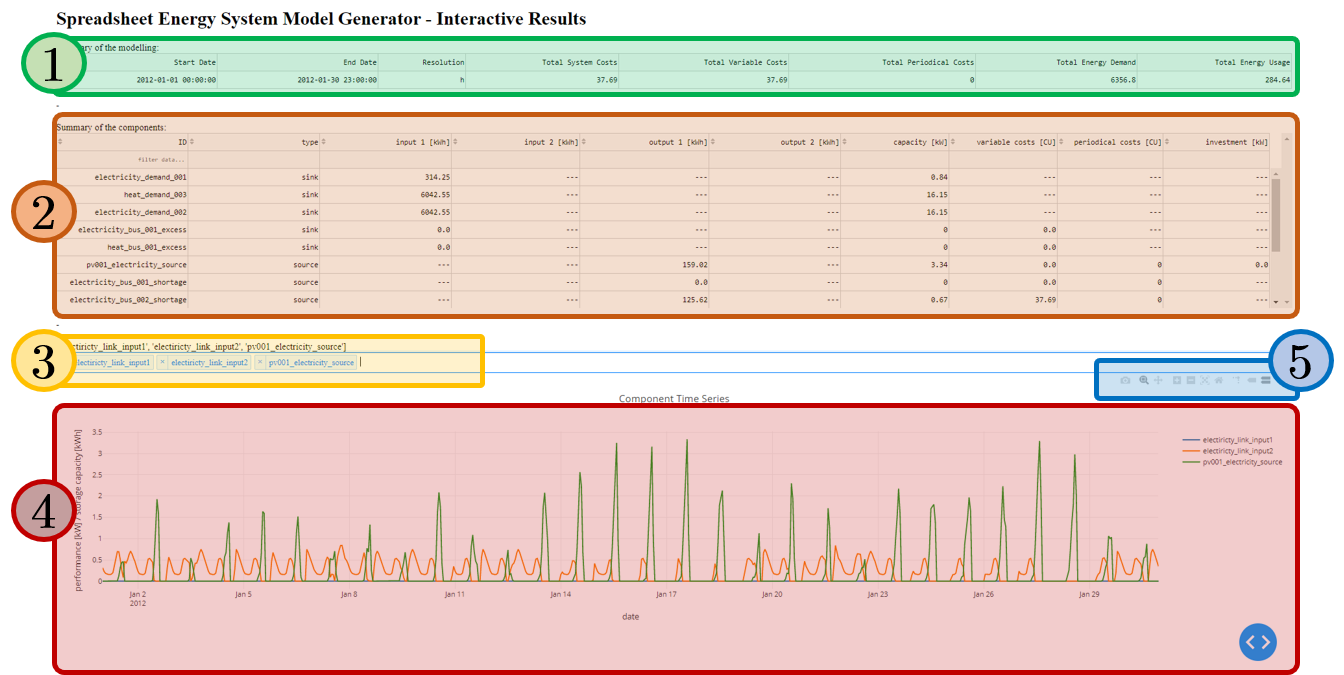 Spreadsheet Energy System Model Generator - Interactive Results
1
ry of the modelling:
Start Date End Date Resolution Total System Costs Total Variable Costs Total Periodical Costs Total Energy Demand Total Energy Usage
2012-01-01 00:00:00 2012-01-30 23:00:00 h 37.69 37.69 0 6356.8 284.64
-
2
Summary of the components:
ID type input 1 [kWh] input 2 [kWh] output 1 [kWh] output 2 [kWh] capacity [kW] variable costs [CU] periodical costs [CU] investment [kW]
filter data...
electricity_demand_001 sink 314.25 --- --- --- 0.84 --- --- ---
heat_demand_003 sink 6042.55 --- --- --- 16.15 --- --- ---
electricity_demand_002 sink 6042.55 --- --- --- 16.15 --- --- ---
electricity_bus_001_excess sink 0.0 --- --- --- 0 0.0 --- ---
heat_bus_001_excess sink 0.0 --- --- --- 0 0.0 --- ---
pv001_electricity_source source --- --- 159.02 --- 3.34 0.0 0 0.0
electricity_bus_001_shortage source --- --- 0.0 --- 0 0.0 0 ---
electricity_bus_002_shortage source --- --- 125.62 --- 0.67 37.69 0 ---
-
3
ctiricty_link_input1', 'electiricty_link_input2', 'pv001_electricity_source']
lectiricty_link_input1 × electiricty_link_input2 × pv001_electricity_source
5
Component Time Series
4
performance [kW] / storage capacity [kWh]
3.5
3
2.5
2
1.5
1
0.5
0
Jan 2 Jan 5 Jan 8 Jan 11 Jan 14 Jan 17 Jan 20 Jan 23 Jan 26 Jan 29
2012
date
electiricty_link_input1
electiricty_link_input2
pv001_electricity_source